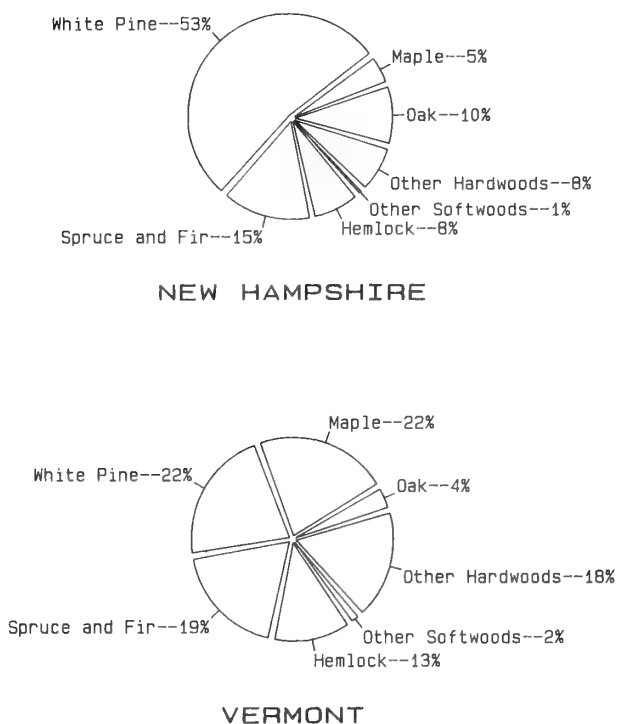 White Pine--53%
Maple--5%
Oak--10%
Other Hardwoods--8%
Other Softwoods--1%
Hemlock--8%
Spruce and Fir--15%
NEW HAMPSHIRE
Maple--22%
White Pine--22%
Oak--4%
Other Hardwoods--18%
Spruce and Fir--19%
Other Softwoods--2%
Hemlock--13%
VERMONT